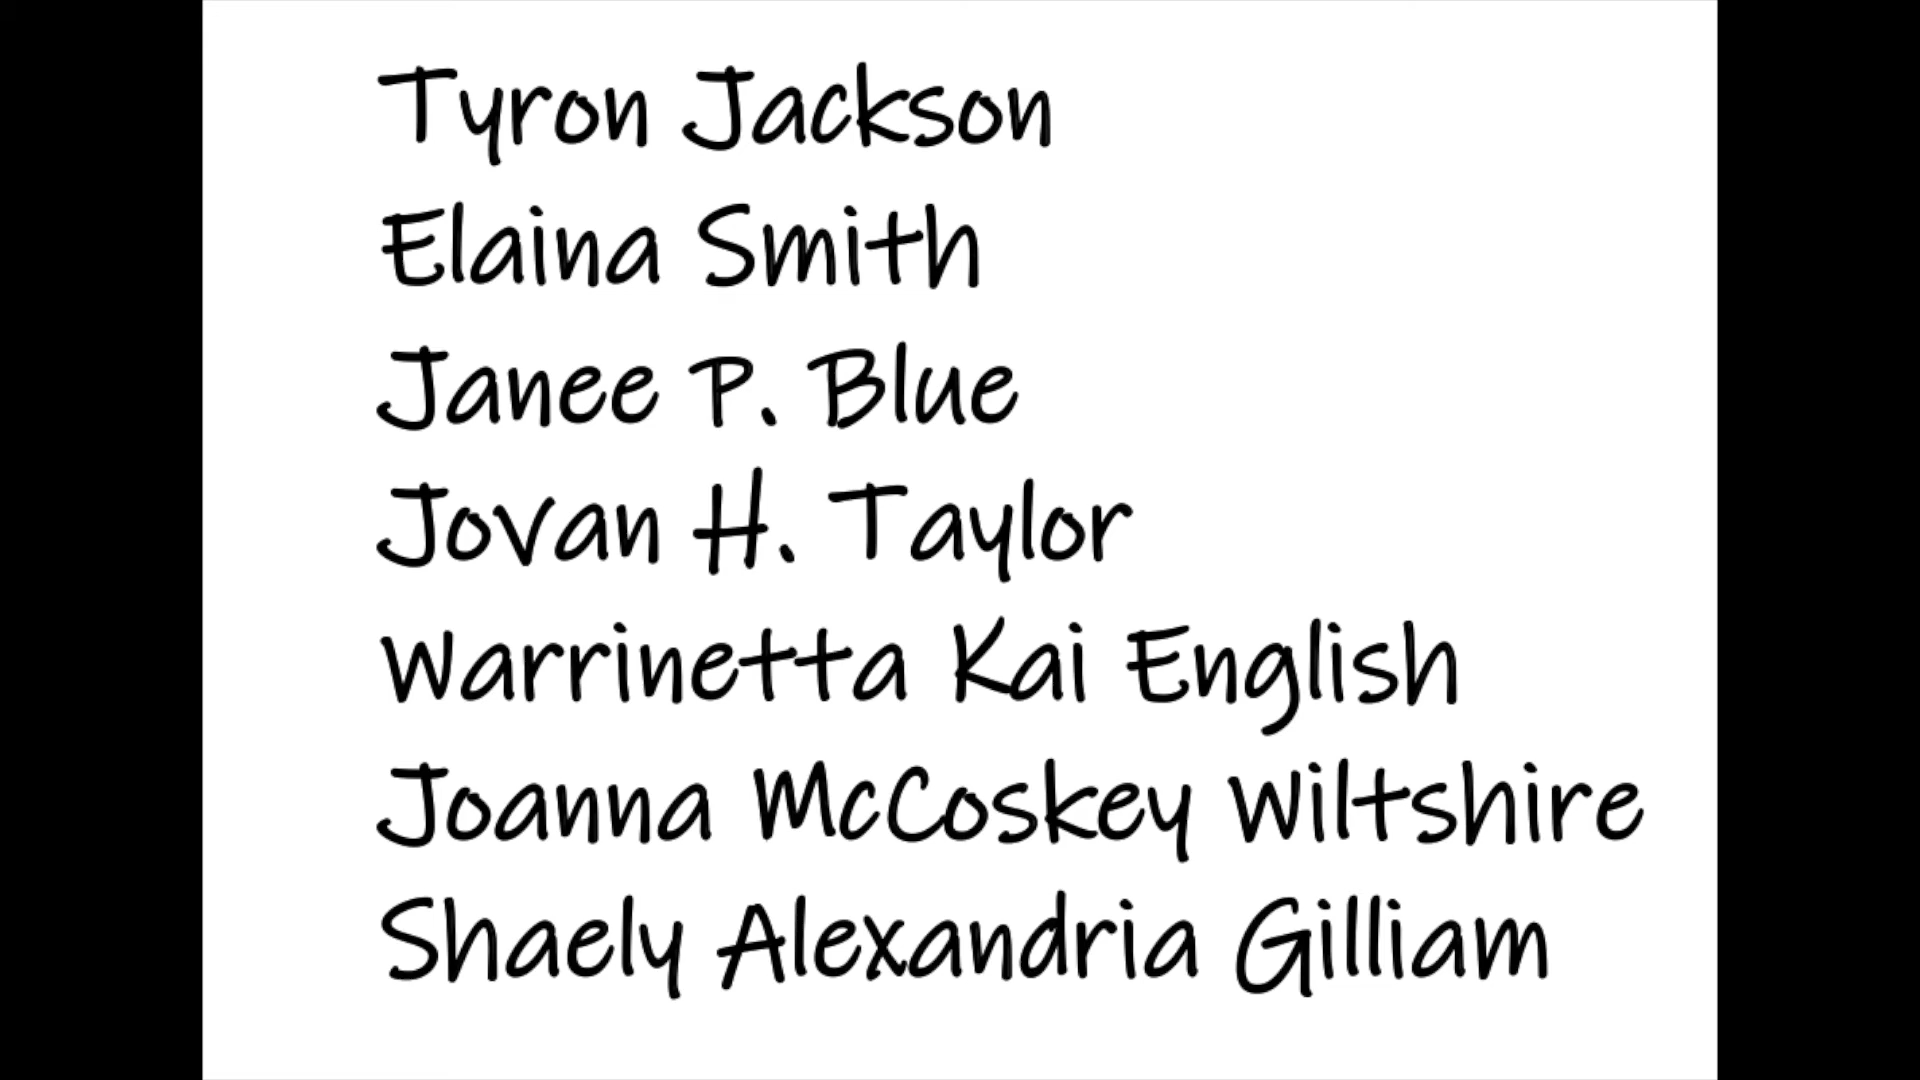 Tyron Jackson
Elaina Smith
Janee P. Blue
Jovan H. Taylor
Warrinetta Kai English
Joanna McCoskey Wiltshire
Shaely Alexandria Gilliam